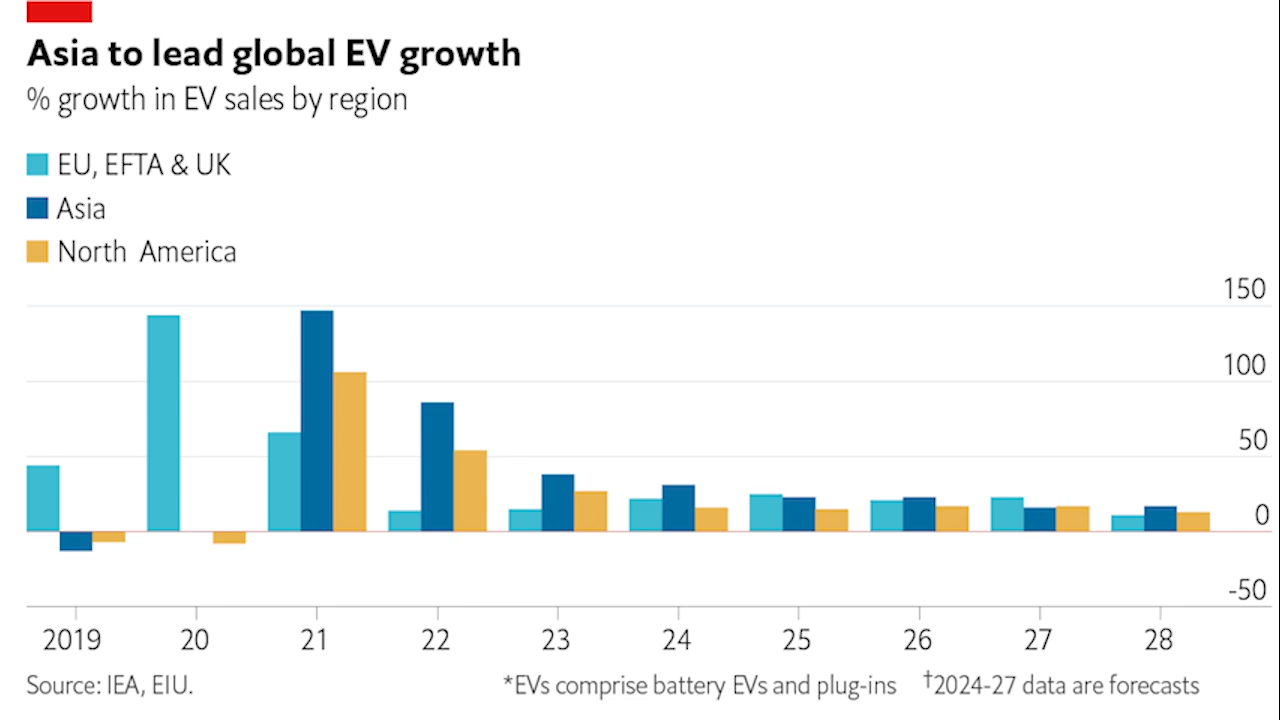 Asia to lead global EV growth
% growth in EV sales by region
EU, EFTA & UK
Asia
North America
150
100
50
0
-50
2019 20 21 22 23 24 25 26 27 28
Source: IEA, EIU. *EVs comprise battery EVs and plug-ins †2024-27 data are forecasts